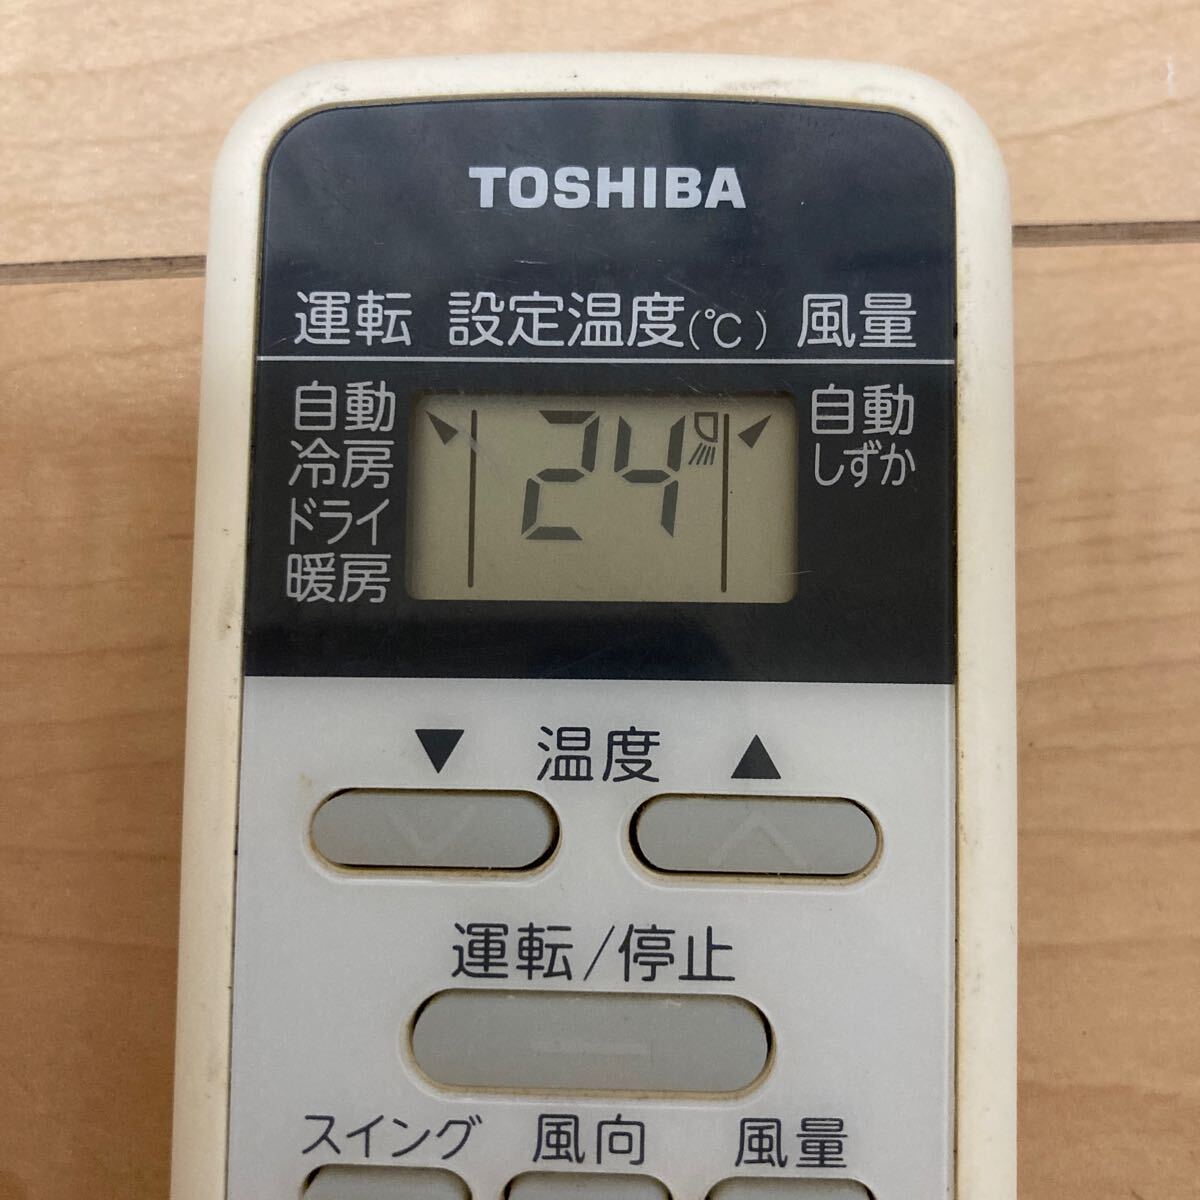 TOSHIBA
運転 設定温度(℃) 風量
自動 24 自動
冷房 しずか
ドライ
暖房
▼ 温度 ▲
運転/停止
スイング 風向 風量